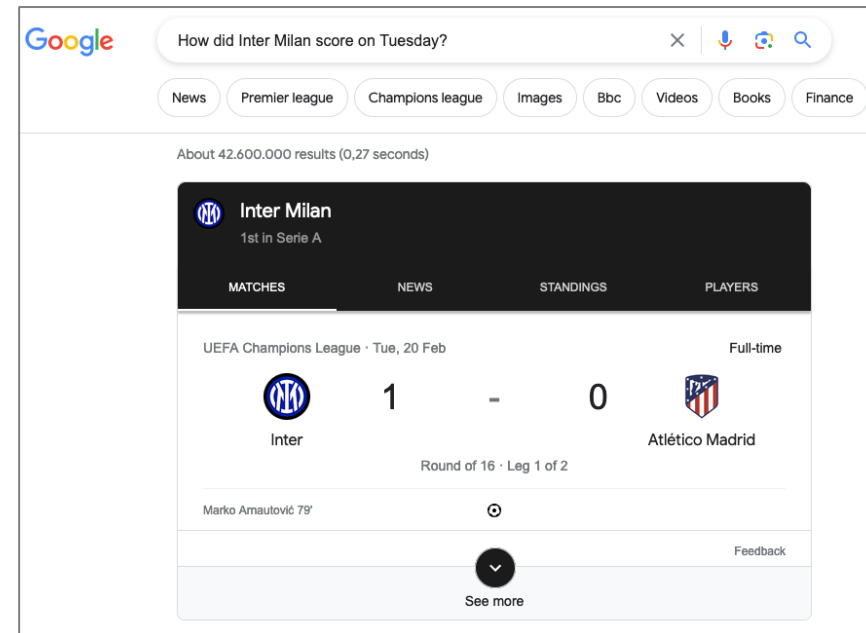 Google
How did Inter Milan score on Tuesday?
News Premier league Champions league Images Bbc Videos Books Finance
About 42.600.000 results (0,27 seconds)
Inter Milan
1st in Serie A
MATCHES NEWS STANDINGS PLAYERS
UEFA Champions League · Tue, 20 Feb Full-time
1 - 0
Inter Atlético Madrid
Round of 16 · Leg 1 of 2
Marko Arnautović 79'
Feedback
See more